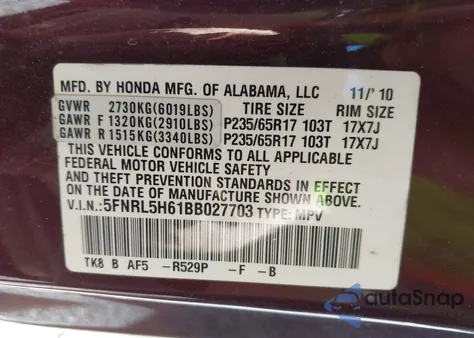 MFD. BY HONDA MFG. OF ALABAMA, LLC 11/'10
GVWR 2730KG(6019LBS) TIRE SIZE RIM SIZE
GAWR F 1320KG(2910LBS) P235/65R17 103T 17X7J
GAWR R 1515KG(3340LBS) P235/65R17 103T 17X7J
THIS VEHICLE CONFORMS TO ALL APPLICABLE
FEDERAL MOTOR VEHICLE SAFETY
AND THEFT PREVENTION STANDARDS IN EFFECT ON
THE DATE OF MANUFACTURE SHOWN ABOVE.
V.I.N.:5FNRL5H61BB027703 TYPE: MPV
TK8 B AF5 -R529P -F -B
autoSnap